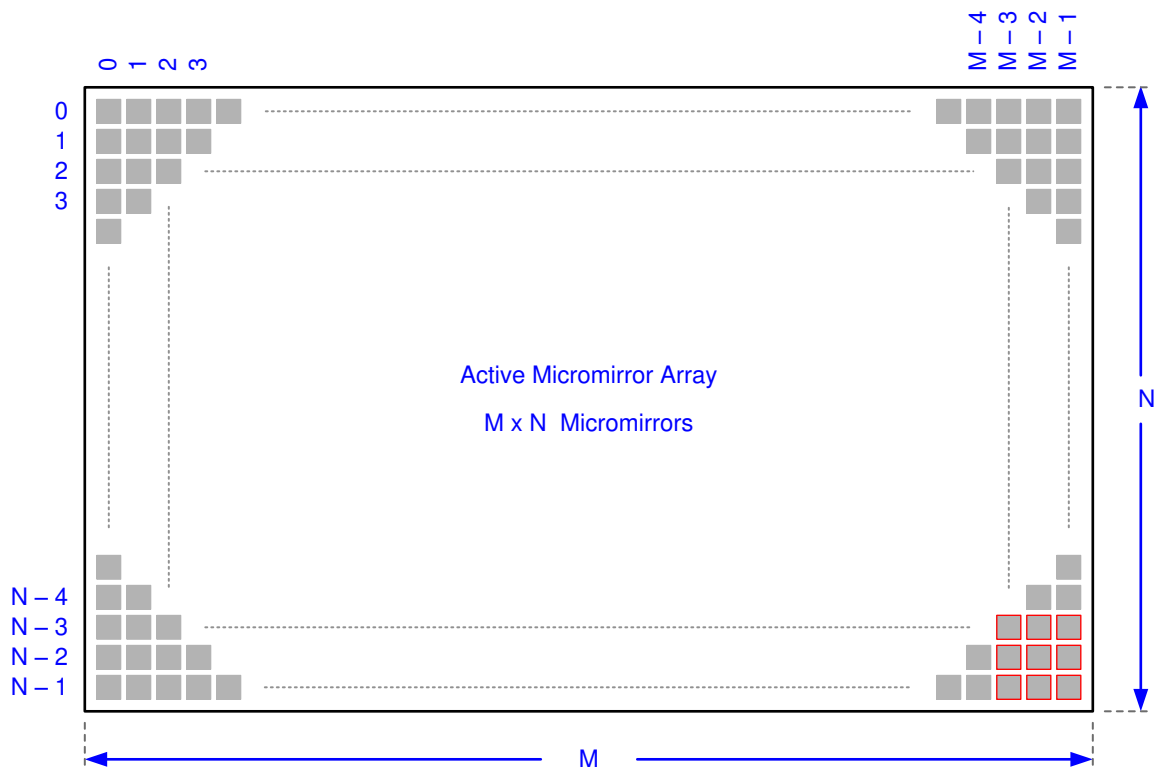 0
1
2
3
M – 4
M – 3
M – 2
M – 1
0
1
2
3
Active Micromirror Array
M x N Micromirrors
N
N – 4
N – 3
N – 2
N – 1
M